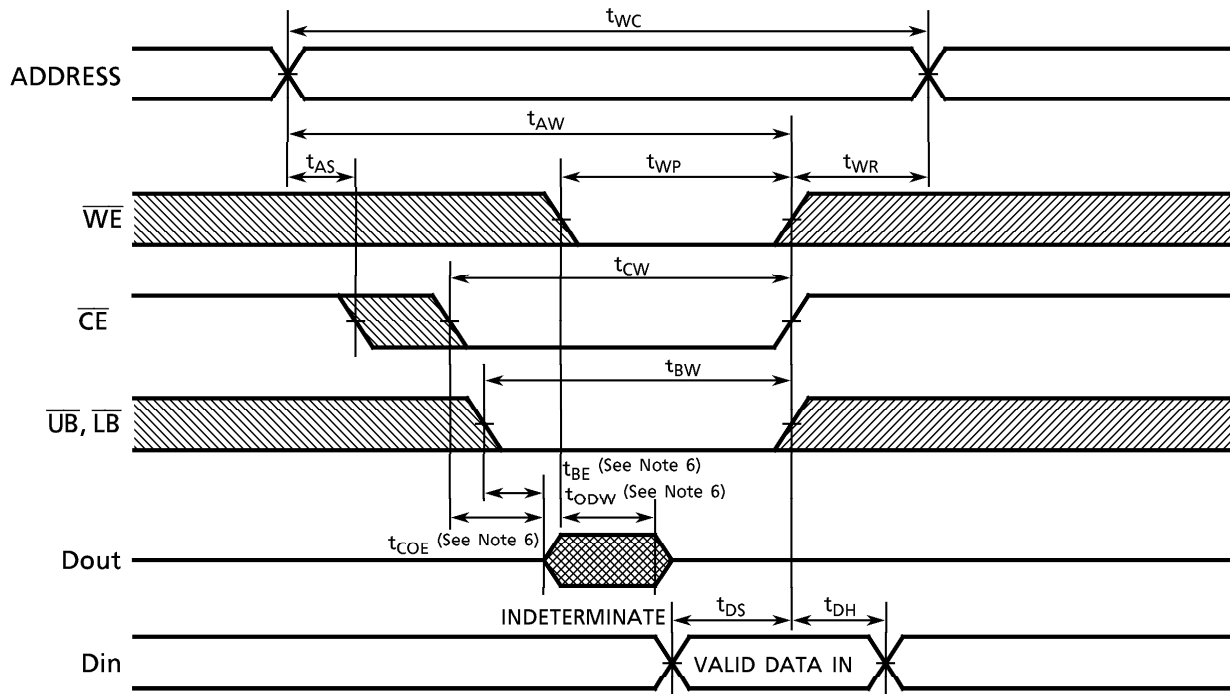 tWC
ADDRESS
tAW
tAS
tWP
tWR
WE
tCW
CE
tBW
UB, LB
tBE (See Note 6)
tODW (See Note 6)
tCOE (See Note 6)
Dout
INDETERMINATE
tDS
tDH
Din
VALID DATA IN